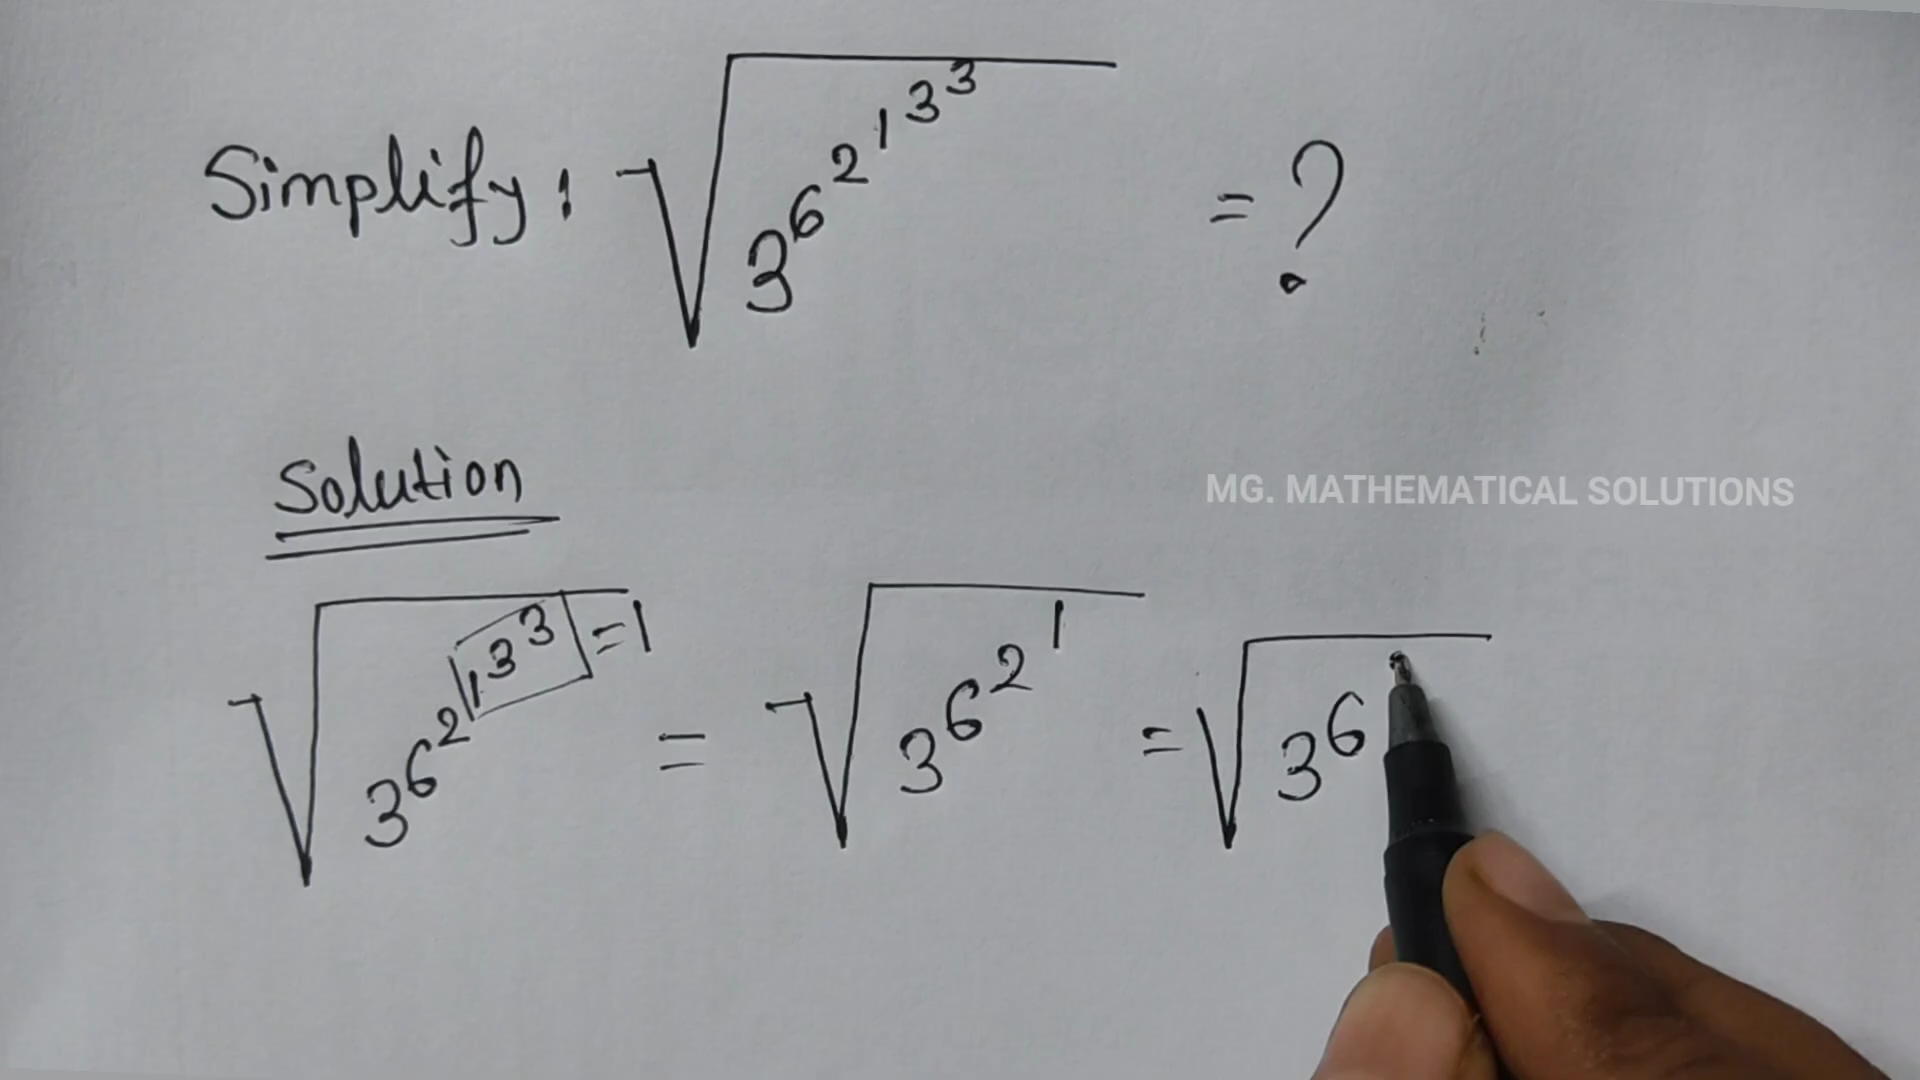 Simplify: √3^6^2^1^3^3 = ?
Solution
MG. MATHEMATICAL SOLUTIONS
√3^6^2^1^3^3 =1 = √3^6^2^1 = √3^6